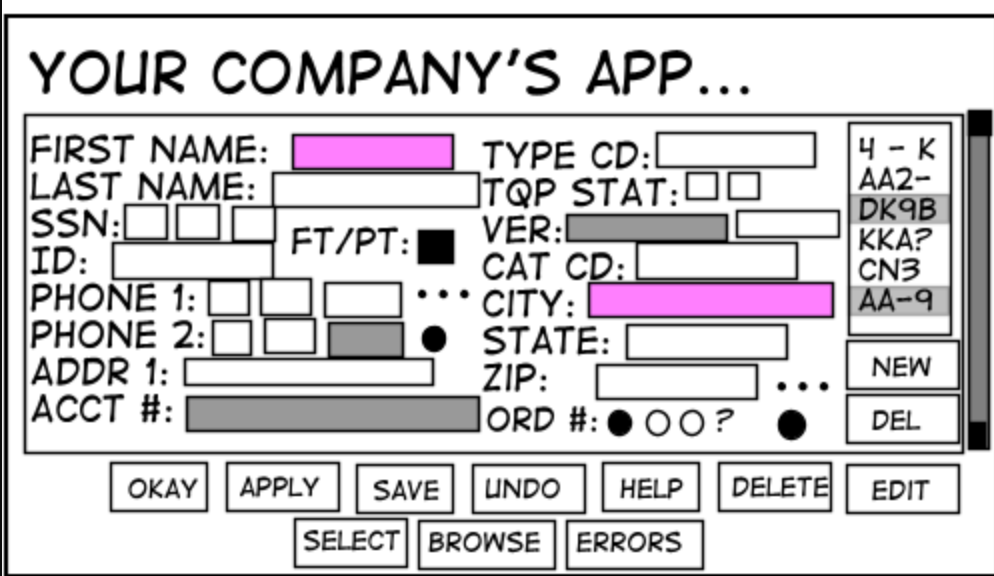 YOUR COMPANY'S APP...
FIRST NAME:
LAST NAME:
SSN:
FT/PT:
ID:
PHONE 1:
...
PHONE 2:
ADDR 1:
ACCT #:
TYPE CD:
TQP STAT:
VER:
CAT CD:
CITY:
STATE:
ZIP:
...
ORD #: ?
4 - K
AA2-
DK9B
KKA?
CN3
AA-9
NEW
DEL
OKAY APPLY SAVE UNDO HELP DELETE EDIT
SELECT BROWSE ERRORS